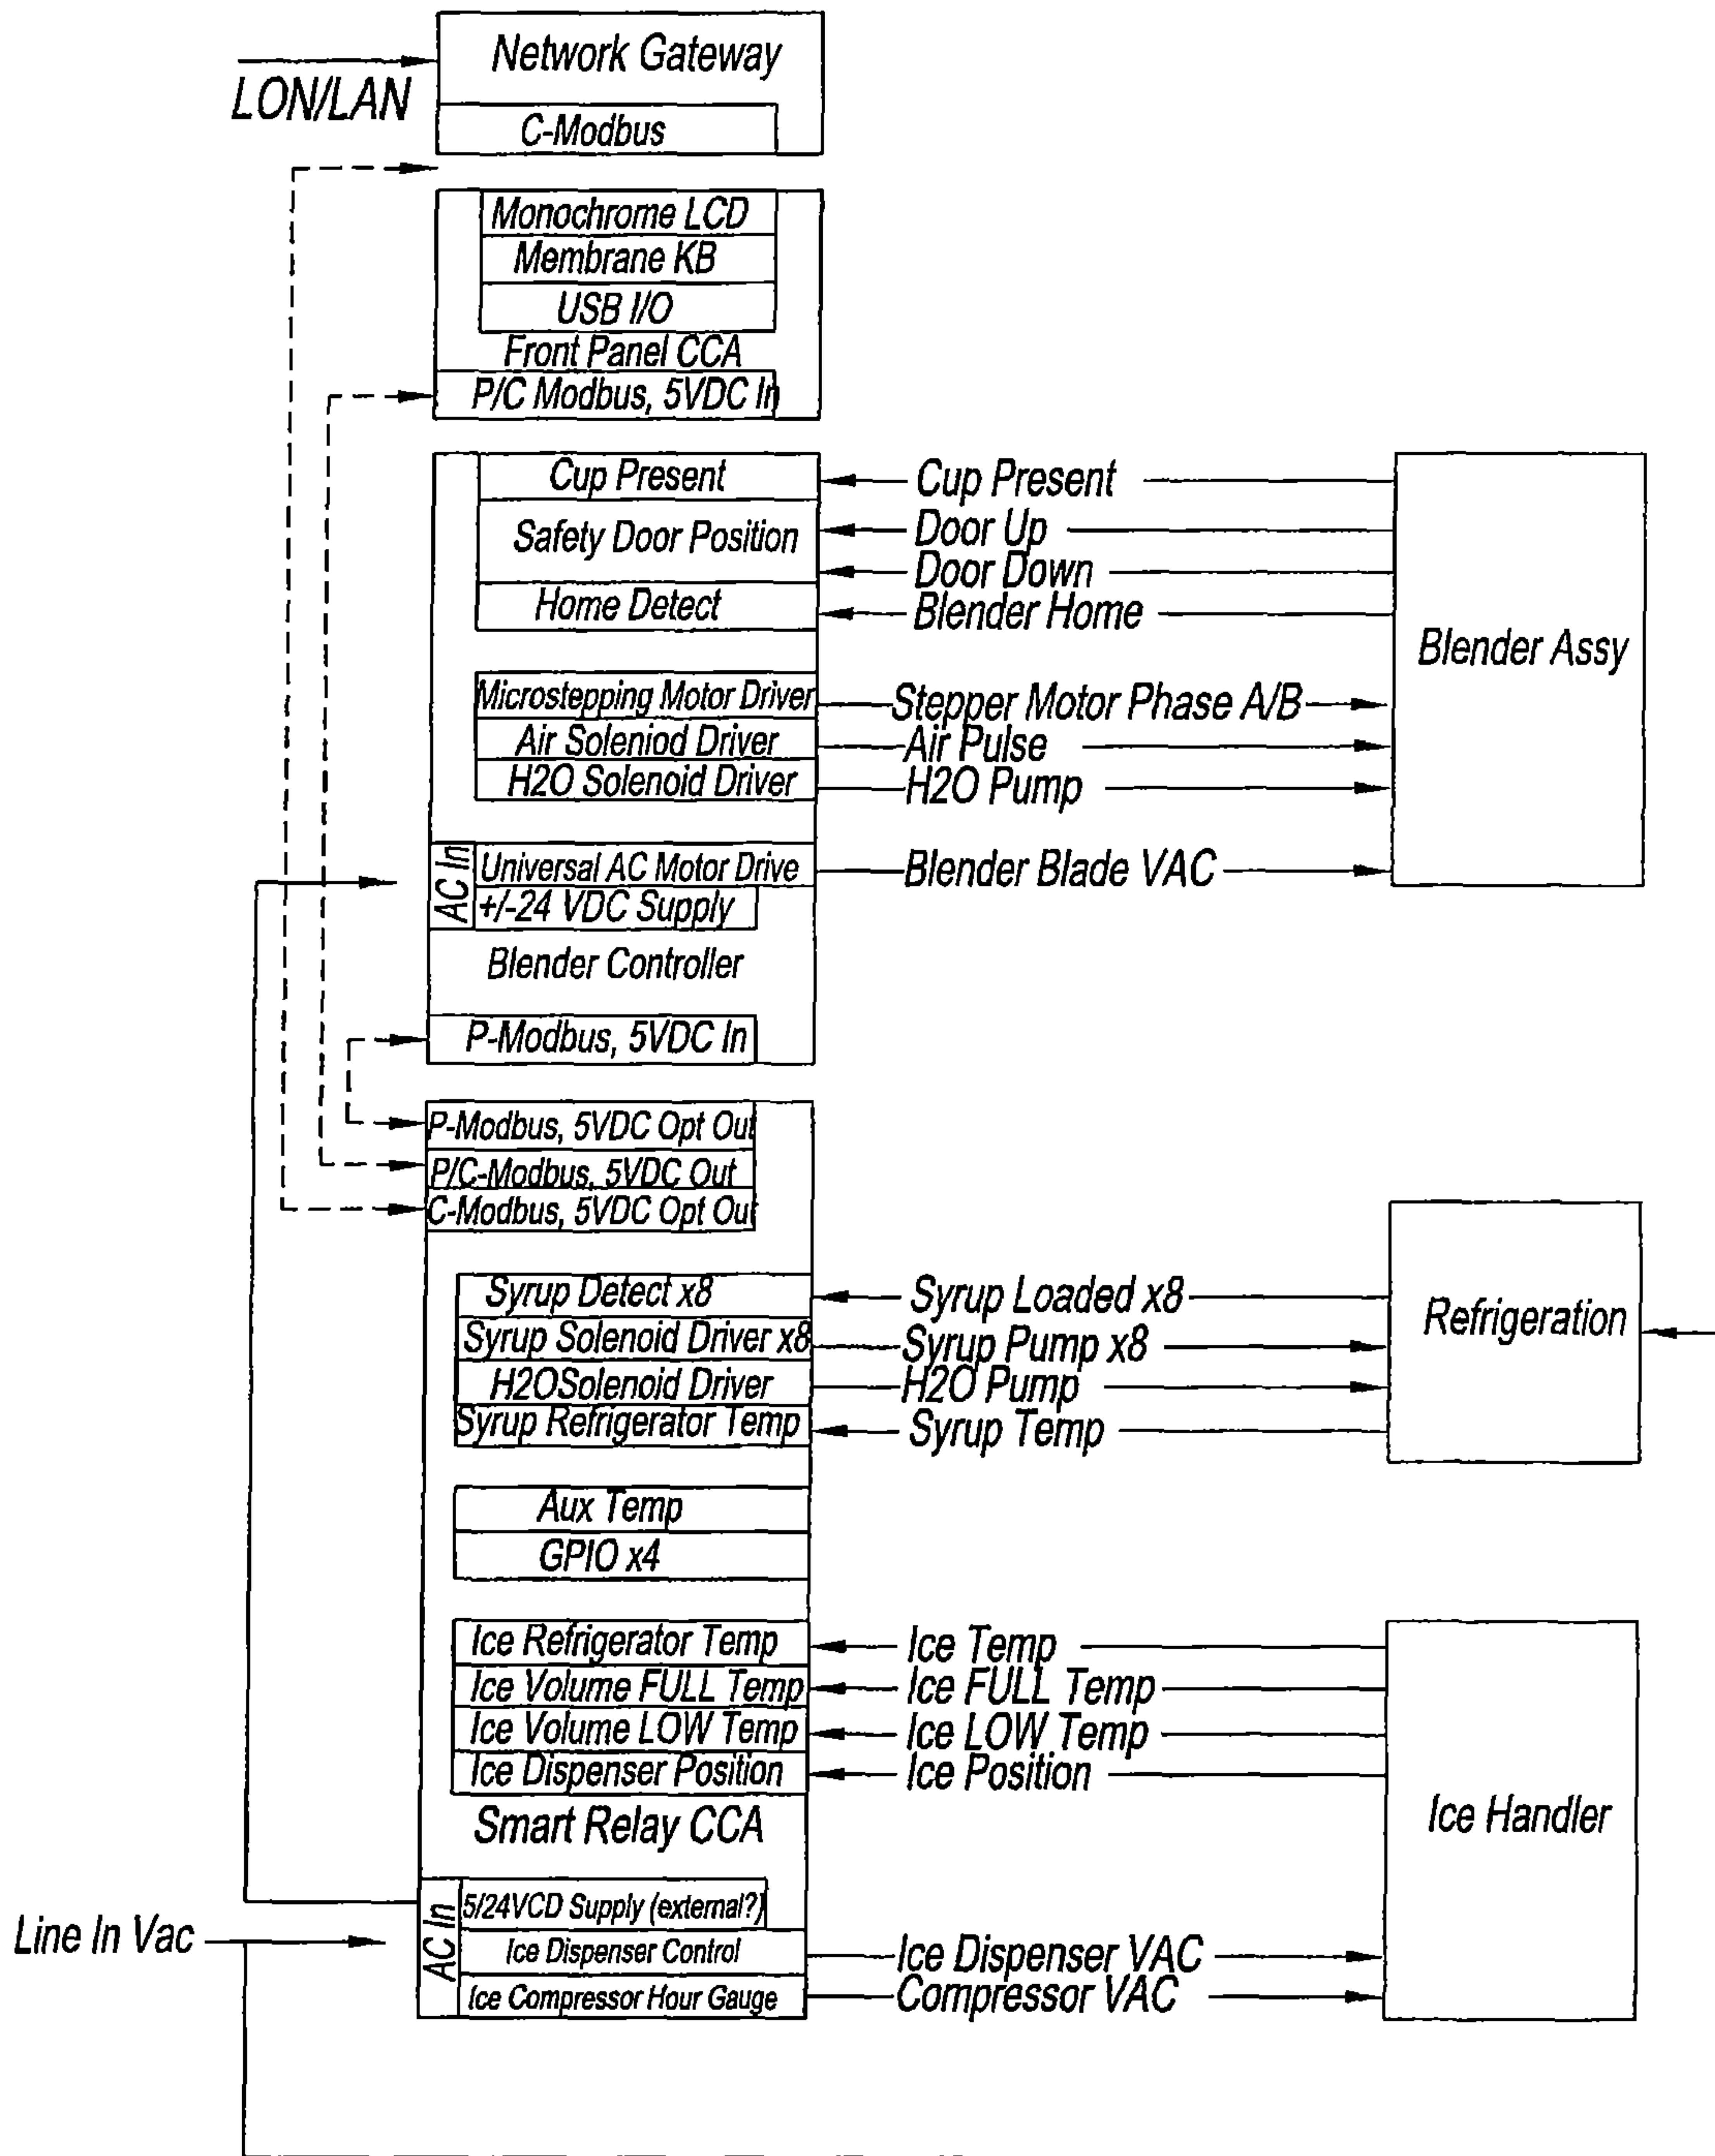 Network Gateway
LON/LAN
C-Modbus
Monochrome LCD
Membrane KB
USB I/O
Front Panel CCA
P/C Modbus, 5VDC In
Cup Present
Cup Present
Safety Door Position
Door Up
Door Down
Home Detect
Blender Home
Blender Assy
Microstepping Motor Driver
Stepper Motor Phase A/B
Air Soleniod Driver
Air Pulse
H2O Solenoid Driver
H2O Pump
AC In
Universal AC Motor Drive
Blender Blade VAC
+/-24 VDC Supply
Blender Controller
P-Modbus, 5VDC In
P-Modbus, 5VDC Opt Out
P/C-Modbus, 5VDC Out
C-Modbus, 5VDC Opt Out
Syrup Detect x8
Syrup Loaded x8
Syrup Solenoid Driver x8
Syrup Pump x8
H2OSolenoid Driver
H2O Pump
Syrup Refrigerator Temp
Syrup Temp
Refrigeration
Aux Temp
GPIO x4
Ice Refrigerator Temp
Ice Temp
Ice Volume FULL Temp
Ice FULL Temp
Ice Volume LOW Temp
Ice LOW Temp
Ice Dispenser Position
Ice Position
Smart Relay CCA
Ice Handler
Line In Vac
AC In
5/24VCD Supply (external?)
Ice Dispenser Control
Ice Dispenser VAC
Ice Compressor Hour Gauge
Compressor VAC